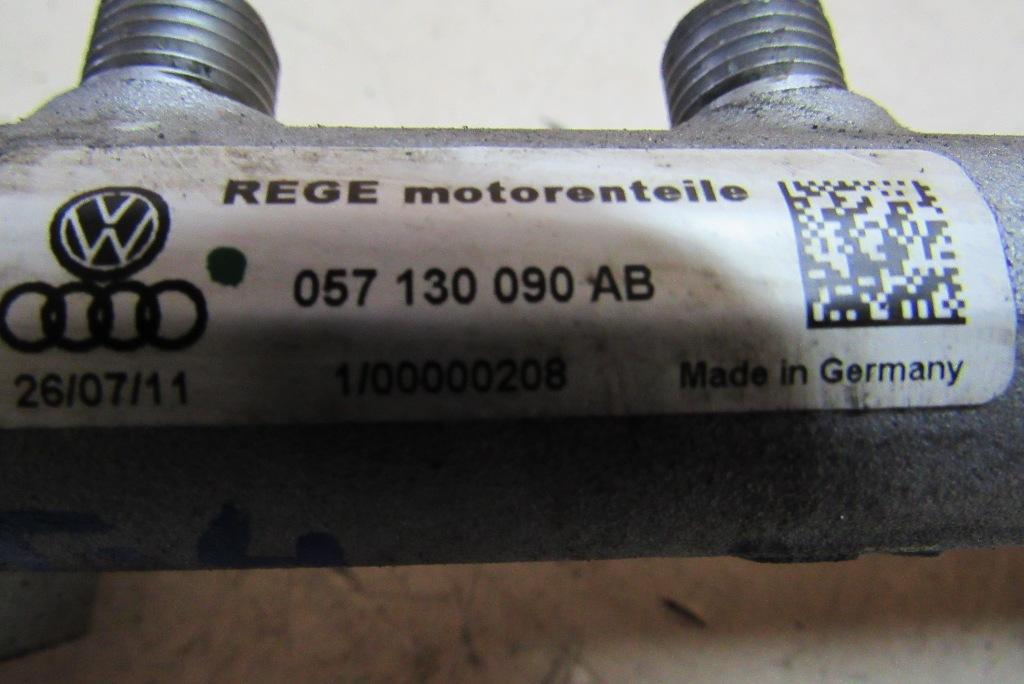 REGE motorenteile
057 130 090 AB
26/07/11 1/00000208 Made in Germany